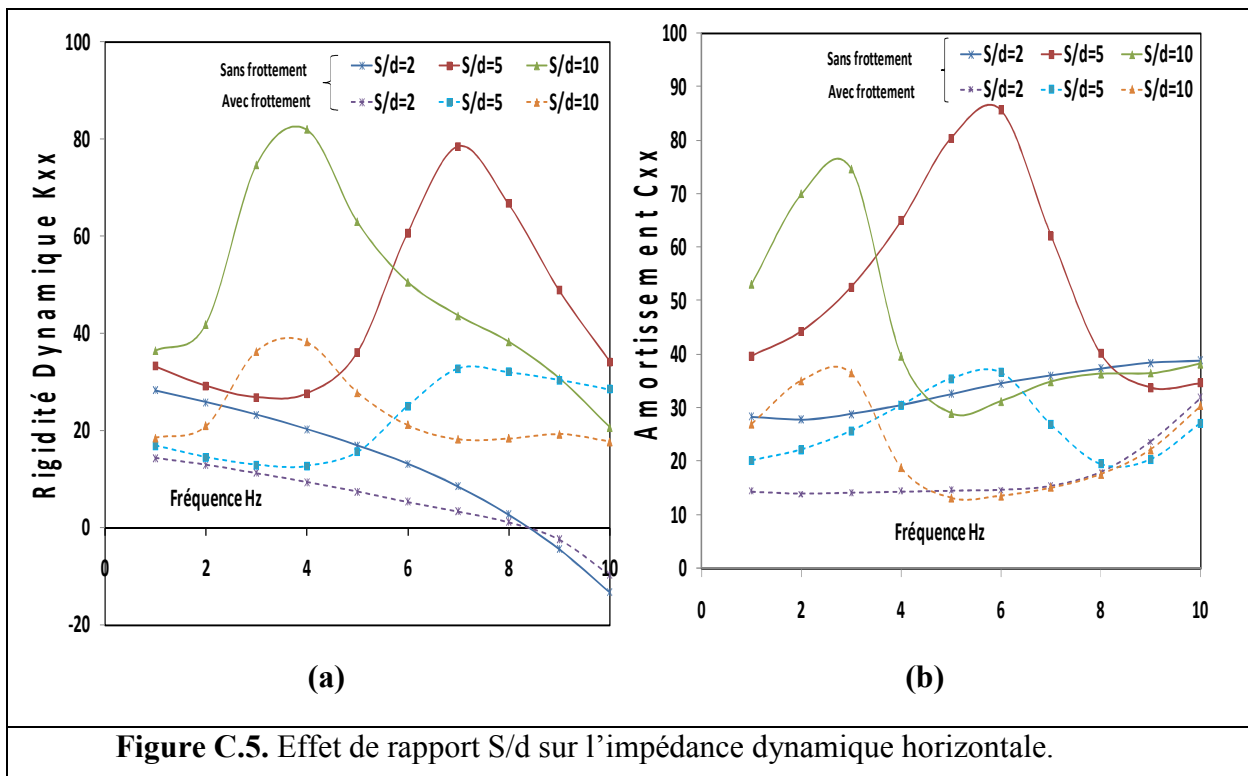 Rigidité Dynamique Kxx
100
80
60
40
20
0
-20
Sans frottement
S/d=2 S/d=5 S/d=10
Avec frottement
S/d=2 S/d=5 S/d=10
Fréquence Hz
2 4 6 8 10
(a)
Amortissement Cxx
100
90
80
70
60
50
40
30
20
10
0
Sans frottement
S/d=2 S/d=5 S/d=10
Avec frottement
S/d=2 S/d=5 S/d=10
Fréquence Hz
0 2 4 6 8 10
(b)
Figure C.5. Effet de rapport S/d sur l’impédance dynamique horizontale.